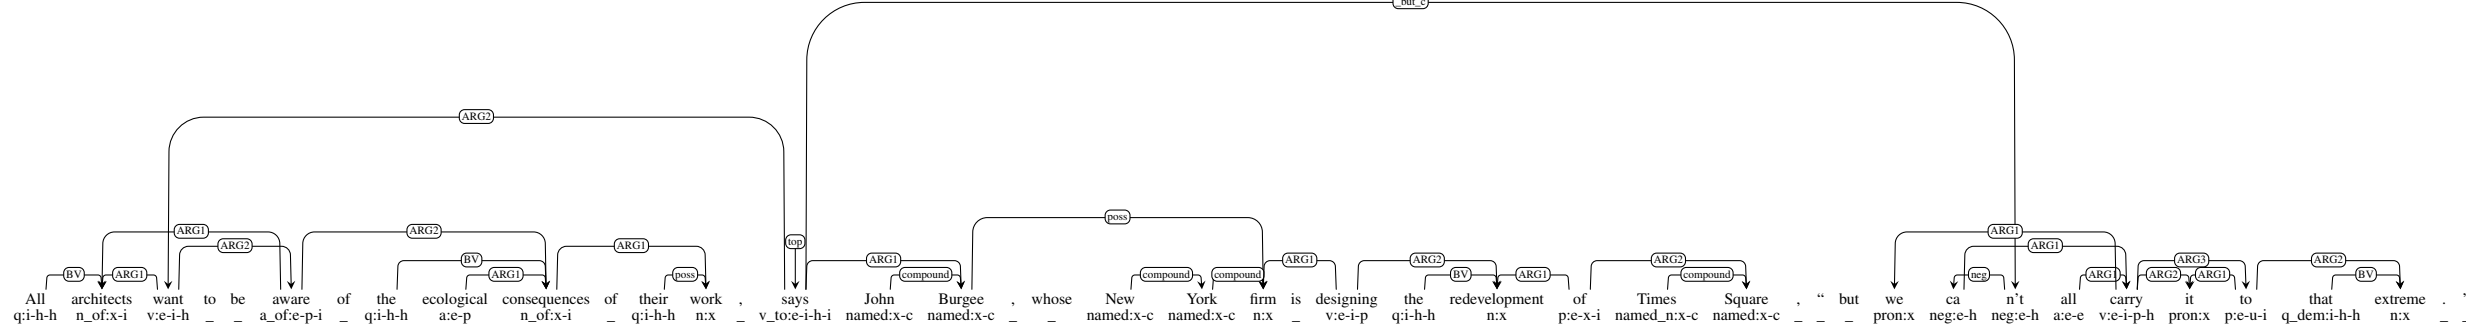 _but_c
ARG2
poss
ARG1 ARG2 ARG1 ARG1
ARG2 ARG1 top ARG1
BV ARG1 ARG1 ARG2 ARG2 ARG3 ARG2
BV ARG1 ARG1 poss compound compound compound BV ARG1 compound neg ARG1 ARG2 ARG1 BV
All architects want to be aware of the ecological consequences of their work , says John Burgee , whose New York firm is designing the redevelopment of Times Square , “ but we ca n't all carry it to that extreme . ”
q:i-h-h n_of:x-i v:e-i-h _ _ a_of:e-p-i _ q:i-h-h a:e-p n_of:x-i _ q:i-h-h n:x _ v_to:e-i-h-i named:x-c named:x-c _ _ named:x-c named:x-c n:x _ v:e-i-p q:i-h-h n:x p:e-x-i named_n:x-c named:x-c _ _ _ pron:x neg:e-h neg:e-h a:e-e v:e-i-p-h pron:x p:e-u-i q_dem:i-h-h n:x _ _